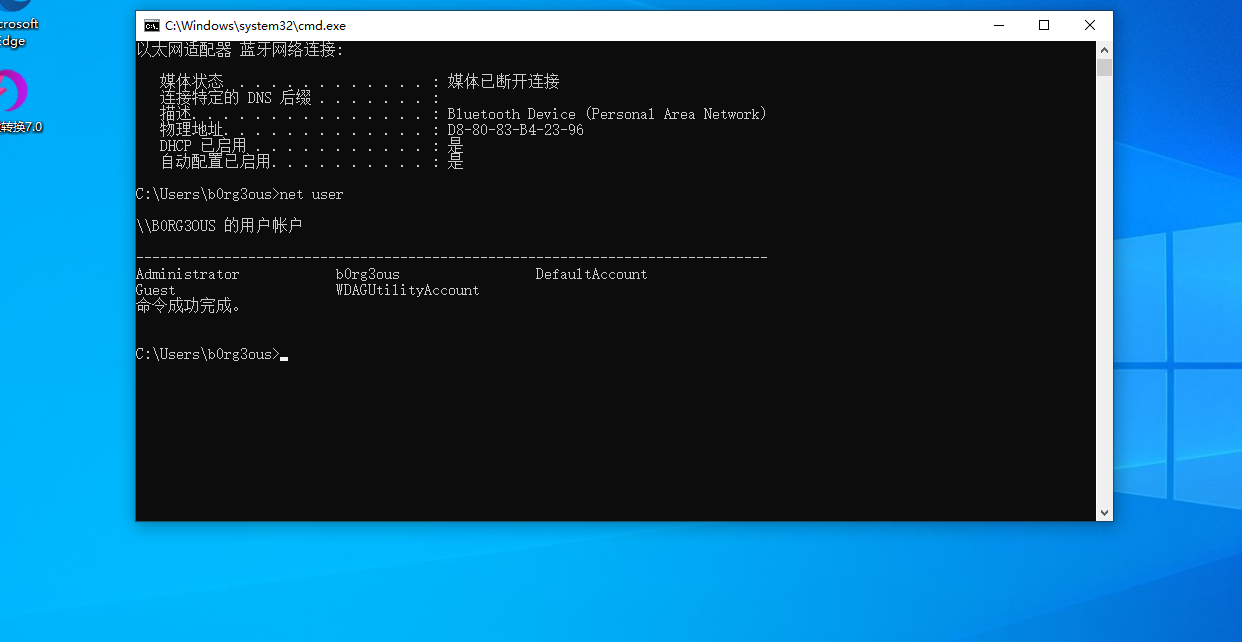 crosoft
Edge
转换7.0
C:\Windows\system32\cmd.exe
以太网适配器 蓝牙网络连接:
媒体状态 . . . . . . . . . . . . : 媒体已断开连接
连接特定的 DNS 后缀 . . . . . . . :
描述. . . . . . . . . . . . . . . : Bluetooth Device (Personal Area Network)
物理地址. . . . . . . . . . . . . : D8-80-83-B4-23-96
DHCP 已启用 . . . . . . . . . . . : 是
自动配置已启用. . . . . . . . . . : 是
C:\Users\b0rg3ous>net user
\\B0RG3OUS 的用户帐户
-------------------------------------------------------------------------------
Administrator b0rg3ous DefaultAccount
Guest WDAGUtilityAccount
命令成功完成。
C:\Users\b0rg3ous>